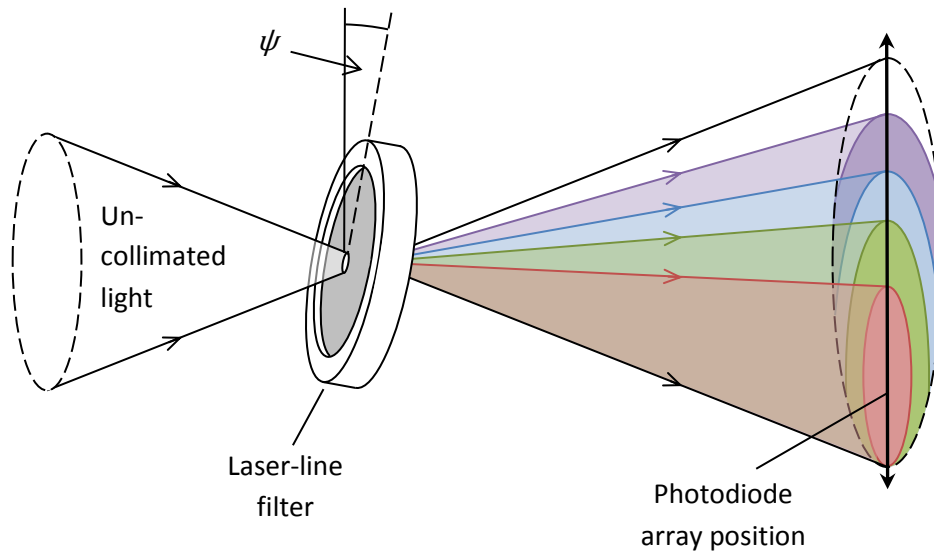 ψ
Un-
collimated
light
Laser-line
filter
Photodiode
array position